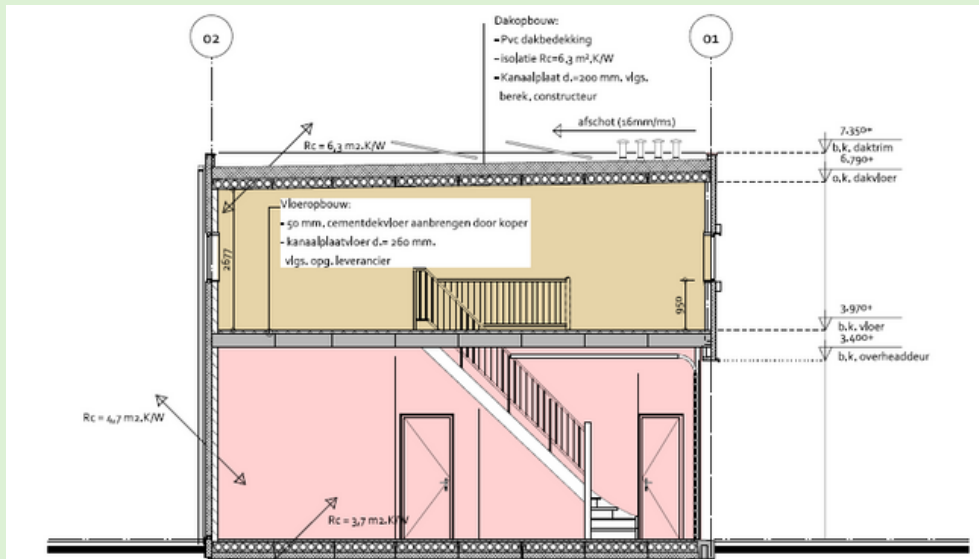 Dakopbouw:
- Pvc dakbedekking
- isolatie Rc=6,3 m².K/W
- Kanaalplaat d.=200 mm. vlgs.
berek. constructeur
02
01
afschot (16mm/m1)
7.350+
b.k. daktrim
6.790+
o.k. dakvloer
Rc = 6,3 m2.K/W
Vloeropbouw:
- 50 mm. cementdekvloer aanbrengen door koper
- kanaalplaatvloer d.= 260 mm.
vlgs. opg. leverancier
2677
950
3.970+
b.k. vloer
3.400+
b.k. overheaddeur
Rc = 4,7 m2.K/W
Rc = 3,7 m2.K/W